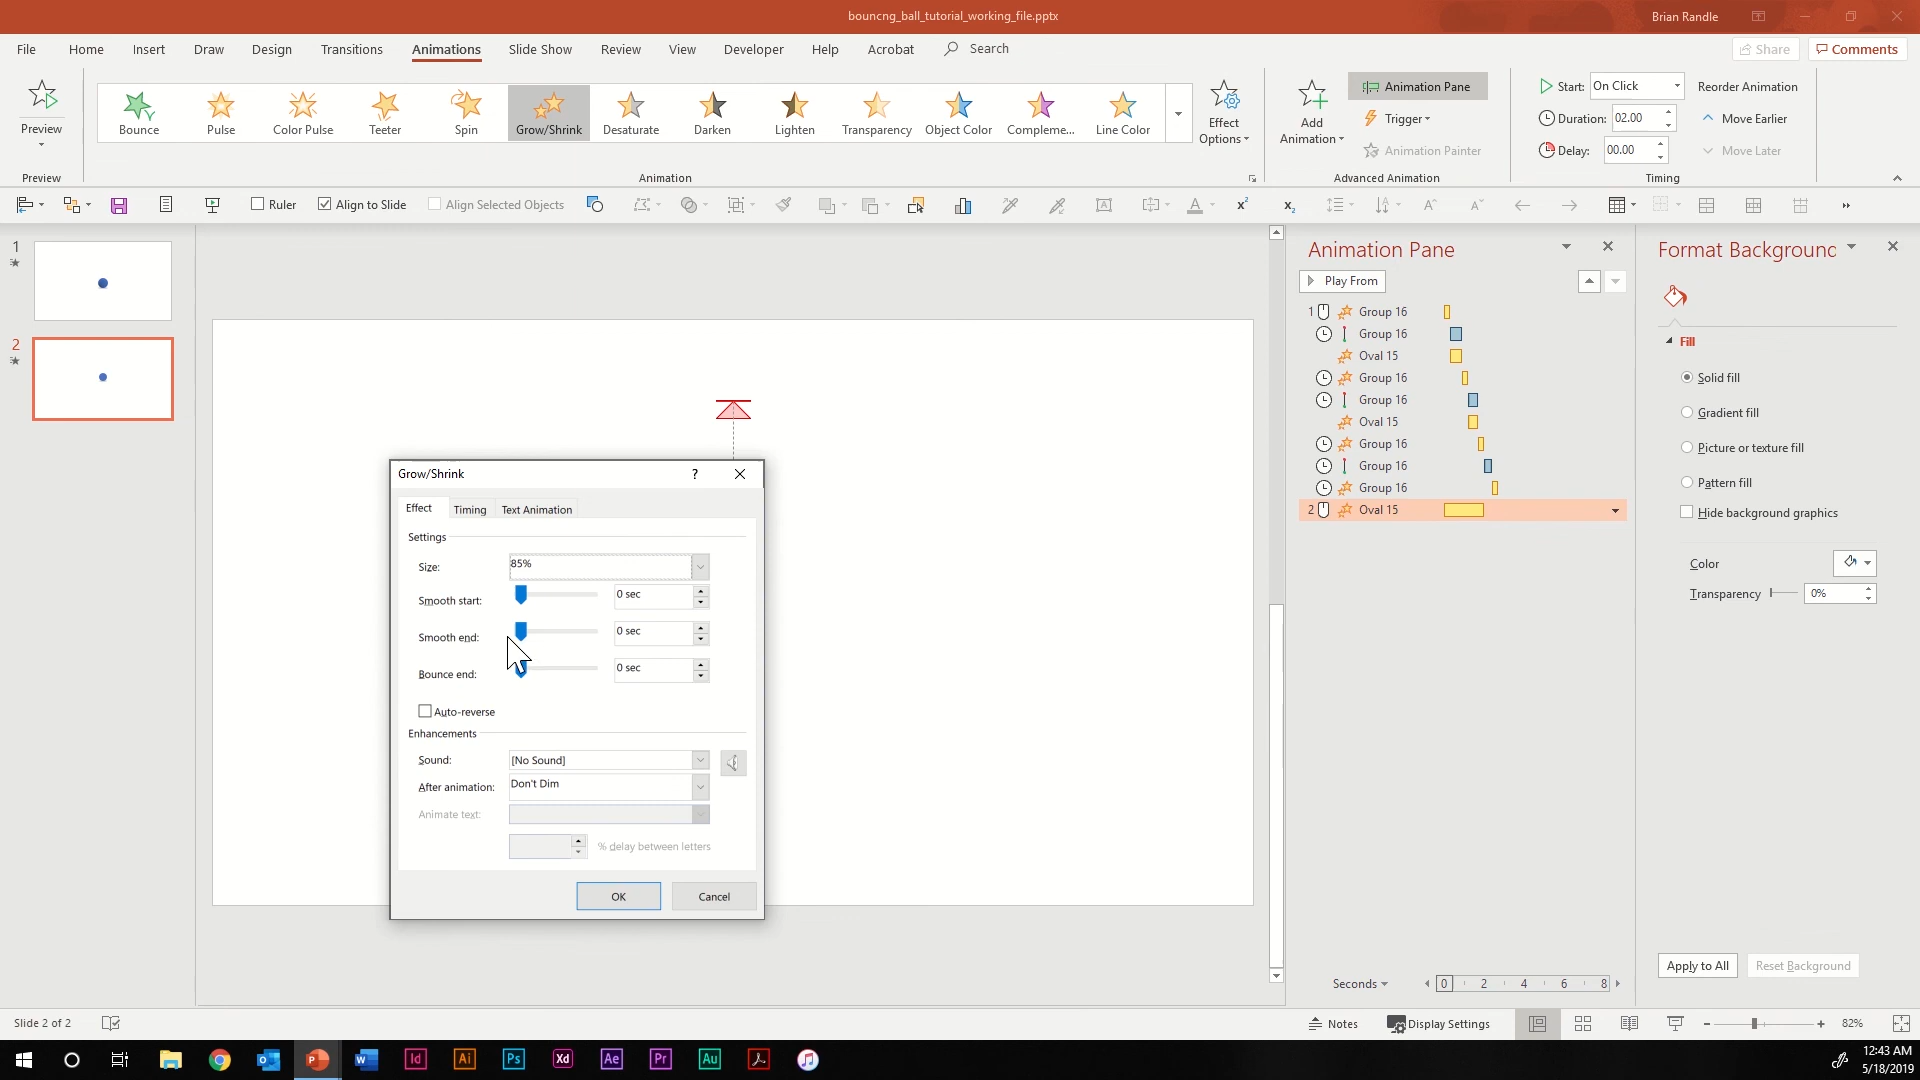 bouncng_ball_tutorial_working_file.pptx
Brian Randle
File Home Insert Draw Design Transitions Animations Slide Show Review View Developer Help Acrobat Search
Share Comments
Preview
Bounce Pulse Color Pulse Teeter Spin Grow/Shrink Desaturate Darken Lighten Transparency Object Color Compleme... Line Color
Effect Options
Add Animation
Animation Pane
Trigger
Animation Painter
Start: On Click
Duration: 02.00
Delay: 00.00
Reorder Animation
Move Earlier
Move Later
Preview Animation Advanced Animation Timing
Ruler Align to Slide Align Selected Objects
1
2
Grow/Shrink ?
Effect Timing Text Animation
Settings
Size: 85%
Smooth start: 0 sec
Smooth end: 0 sec
Bounce end: 0 sec
Auto-reverse
Enhancements
Sound: [No Sound]
After animation: Don't Dim
Animate text:
% delay between letters
OK Cancel
Animation Pane
Play From
1 Group 16
Group 16
Oval 15
Group 16
Group 16
Oval 15
Group 16
Group 16
Group 16
2 Oval 15
Seconds 0 2 4 6 8
Format Background
Fill
Solid fill
Gradient fill
Picture or texture fill
Pattern fill
Hide background graphics
Color
Transparency 0%
Apply to All Reset Background
Slide 2 of 2
Notes Display Settings 82%
Id Ai Ps Xd Ae Pr Au
12:43 AM
5/18/2019